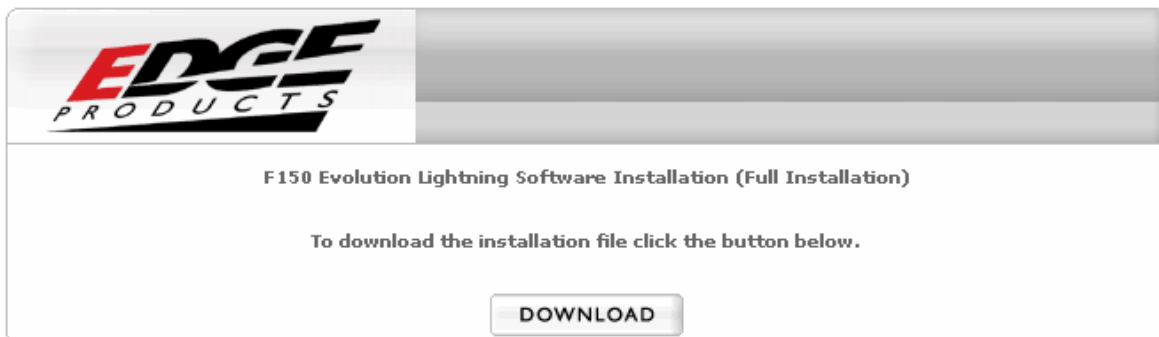 EDGE
PRODUCTS
F150 Evolution Lightning Software Installation (Full Installation)
To download the installation file click the button below.
DOWNLOAD